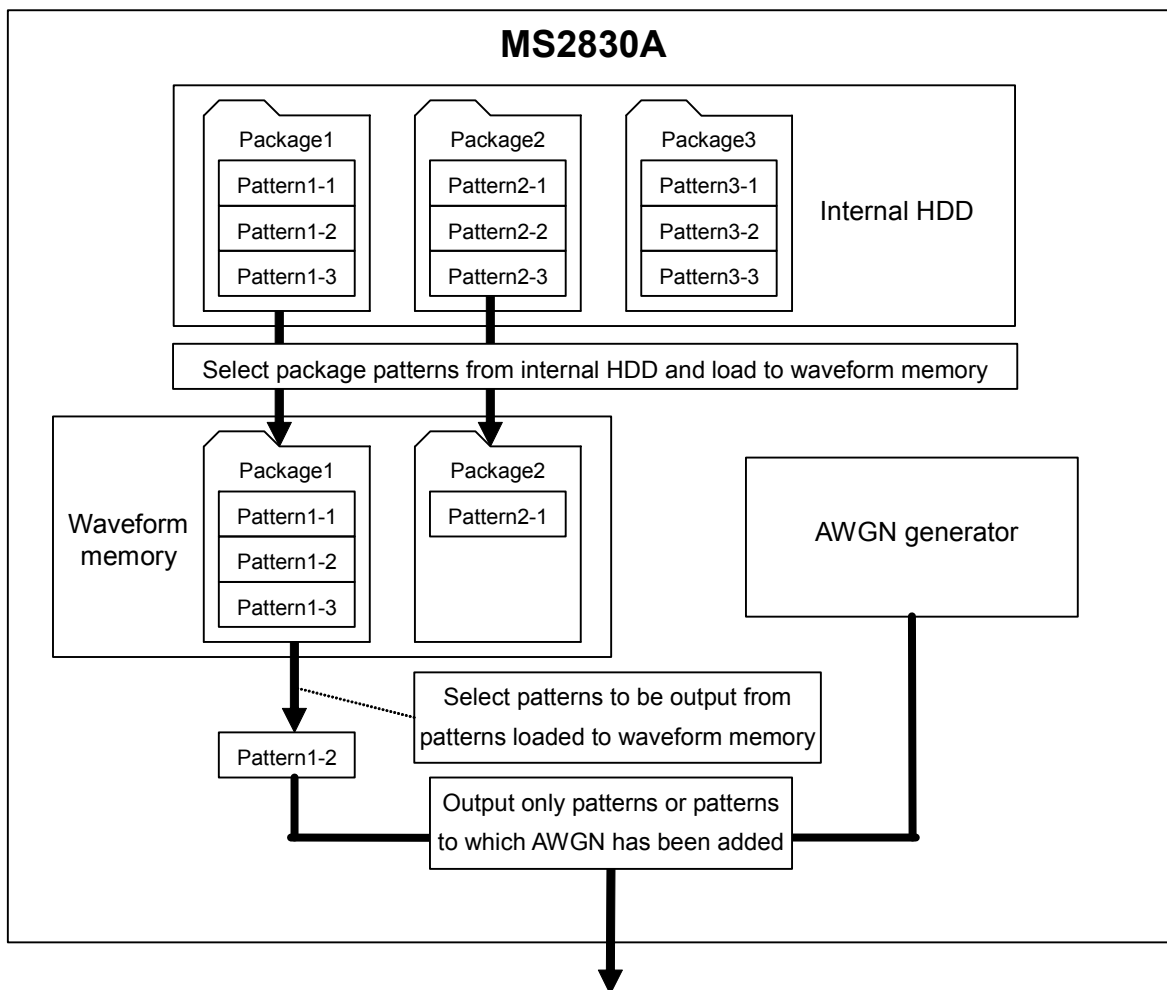 MS2830A
Package1
Pattern1-1
Pattern1-2
Pattern1-3
Package2
Pattern2-1
Pattern2-2
Pattern2-3
Package3
Pattern3-1
Pattern3-2
Pattern3-3
Internal HDD
Select package patterns from internal HDD and load to waveform memory
Waveform
memory
Package1
Pattern1-1
Pattern1-2
Pattern1-3
Package2
Pattern2-1
AWGN generator
Select patterns to be output from
patterns loaded to waveform memory
Pattern1-2
Output only patterns or patterns
to which AWGN has been added